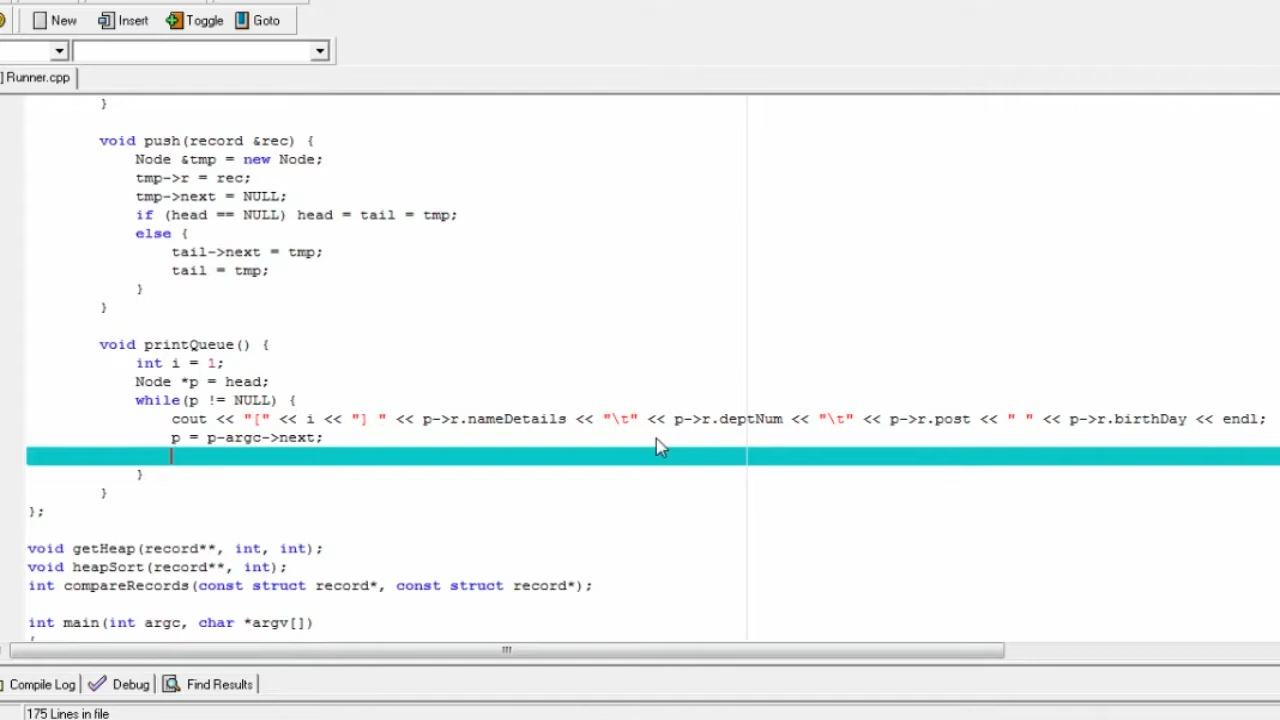 New Insert Toggle Goto
] Runner.cpp
}
void push(record &rec) {
Node &tmp = new Node;
tmp->r = rec;
tmp->next = NULL;
if (head == NULL) head = tail = tmp;
else {
tail->next = tmp;
tail = tmp;
}
}
void printQueue() {
int i = 1;
Node *p = head;
while(p != NULL) {
cout << "[" << i << "] " << p->r.nameDetails << "\t" << p->r.deptNum << "\t" << p->r.post << " " << p->r.birthDay << endl;
p = p-argc->next;
}
}
};
void getHeap(record**, int, int);
void heapSort(record**, int);
int compareRecords(const struct record*, const struct record*);
int main(int argc, char *argv[])
{
Compile Log Debug Find Results
175 Lines in file